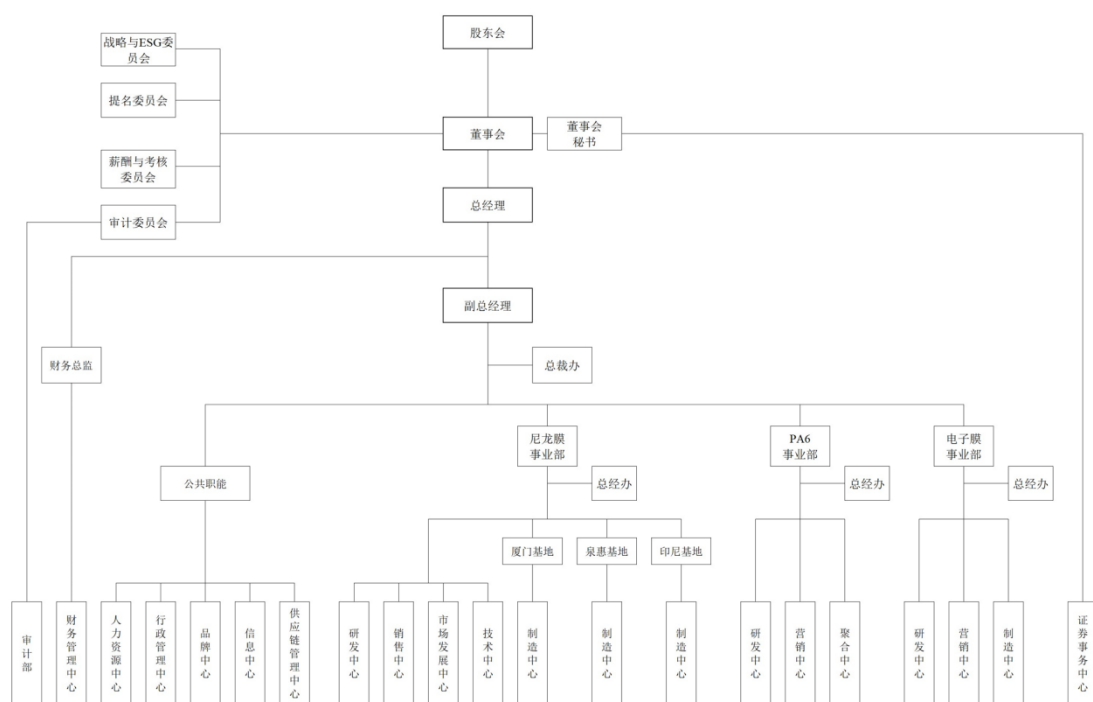 股东会
战略与ESG委
员会
提名委员会
董事会
董事会
秘书
薪酬与考核
委员会
总经理
审计委员会
副总经理
财务总监
总裁办
尼龙膜
事业部
PA6
事业部
电子膜
事业部
公共职能
总经办
总经办
总经办
厦门基地
泉惠基地
印尼基地
审计部
财务管理中心
人力资源中心
行政管理中心
品牌中心
信息中心
供应链管理中心
研发中心
销售中心
市场发展中心
技术中心
制造中心
制造中心
制造中心
研发中心
营销中心
聚合中心
研发中心
营销中心
制造中心
证券事务中心